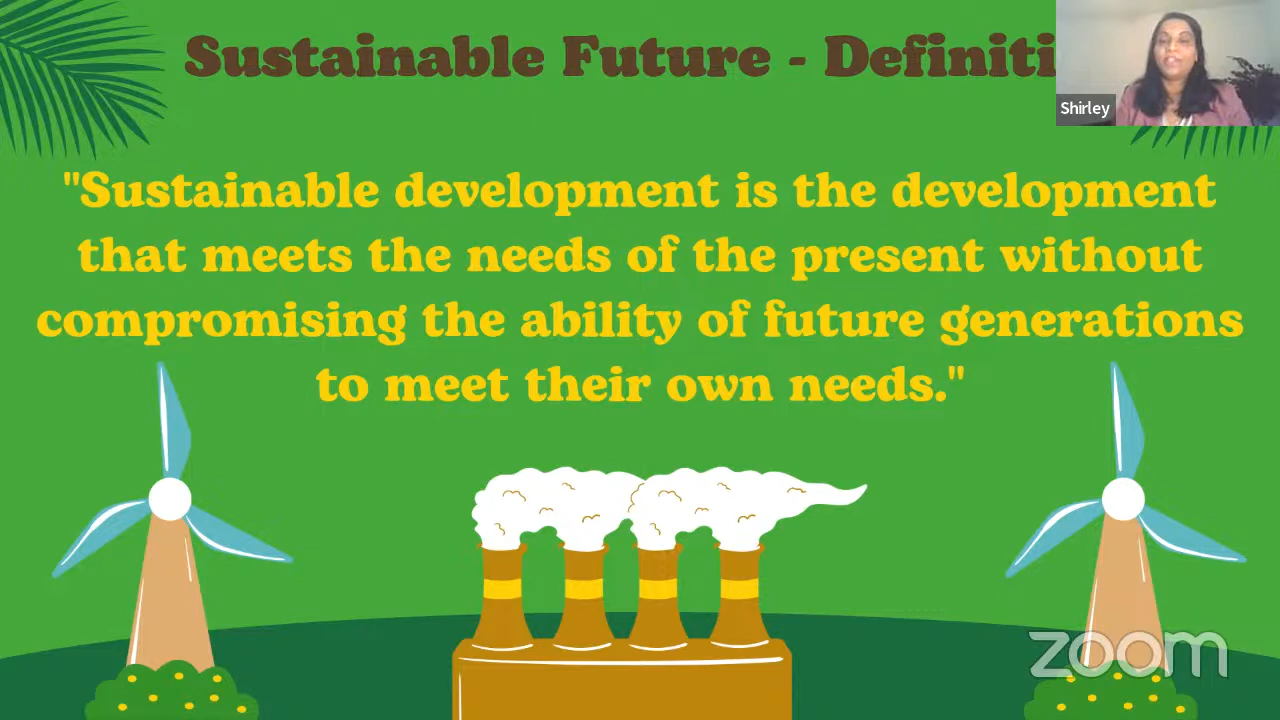 Sustainable Future - Definiti
Shirley
"Sustainable development is the development
that meets the needs of the present without
compromising the ability of future generations
to meet their own needs."
zoom